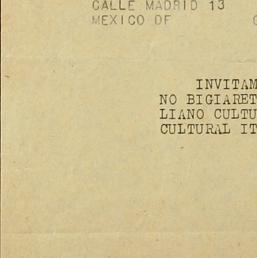 CALLE MADRID 13
MEXICO DF
INVITAM
NO BIGIARET
LIANO CULTU
CULTURAL IT